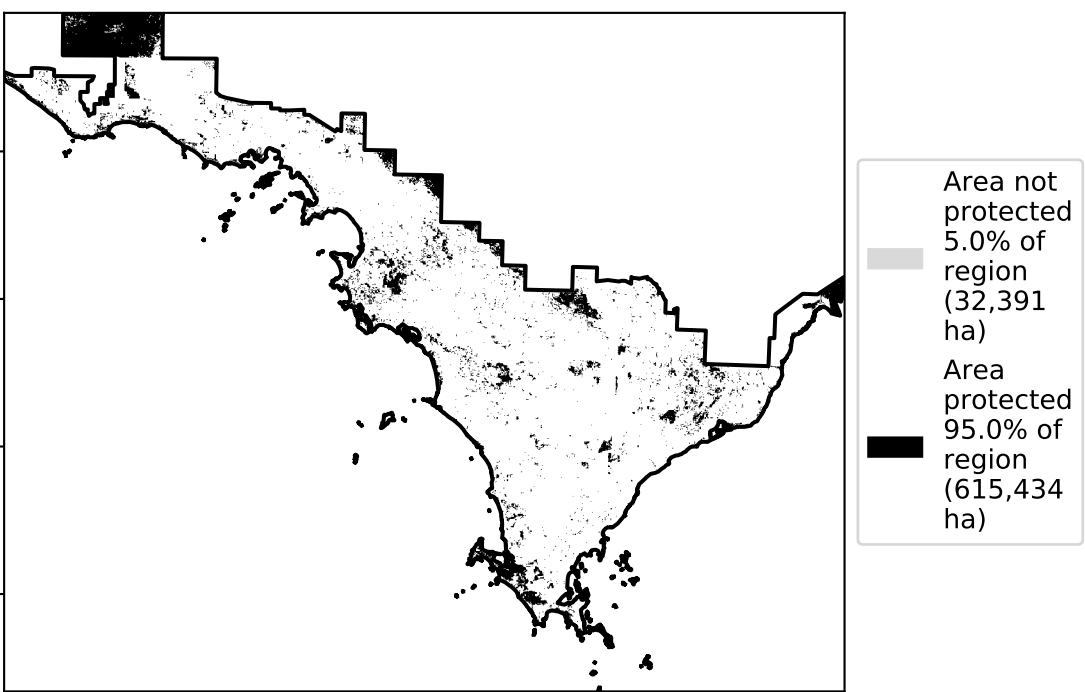 Area not
protected
5.0% of
region
(32,391
ha)
Area
protected
95.0% of
region
(615,434
ha)